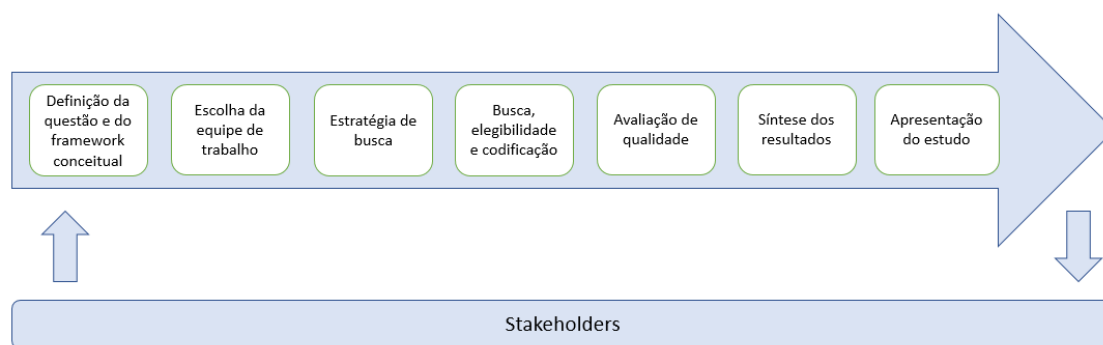 Definição da
questão e do
framework
conceitual
Escolha da
equipe de
trabalho
Estratégia de
busca
Busca,
elegibilidade
e codificação
Avaliação de
qualidade
Síntese dos
resultados
Apresentação
do estudo
Stakeholders